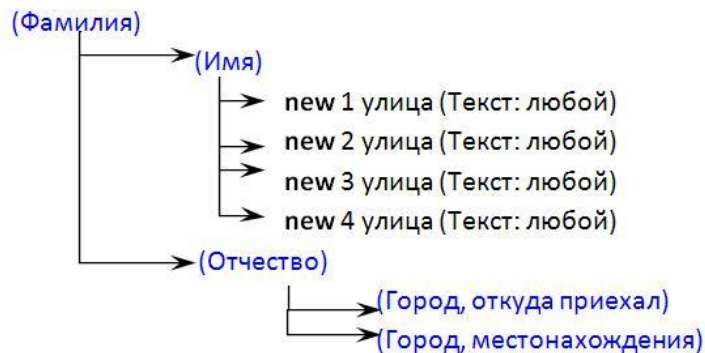 (Фамилия)
(Имя)
new 1 улица (Текст: любой)
new 2 улица (Текст: любой)
new 3 улица (Текст: любой)
new 4 улица (Текст: любой)
(Отчество)
(Город, откуда приехал)
(Город, местонахождения)